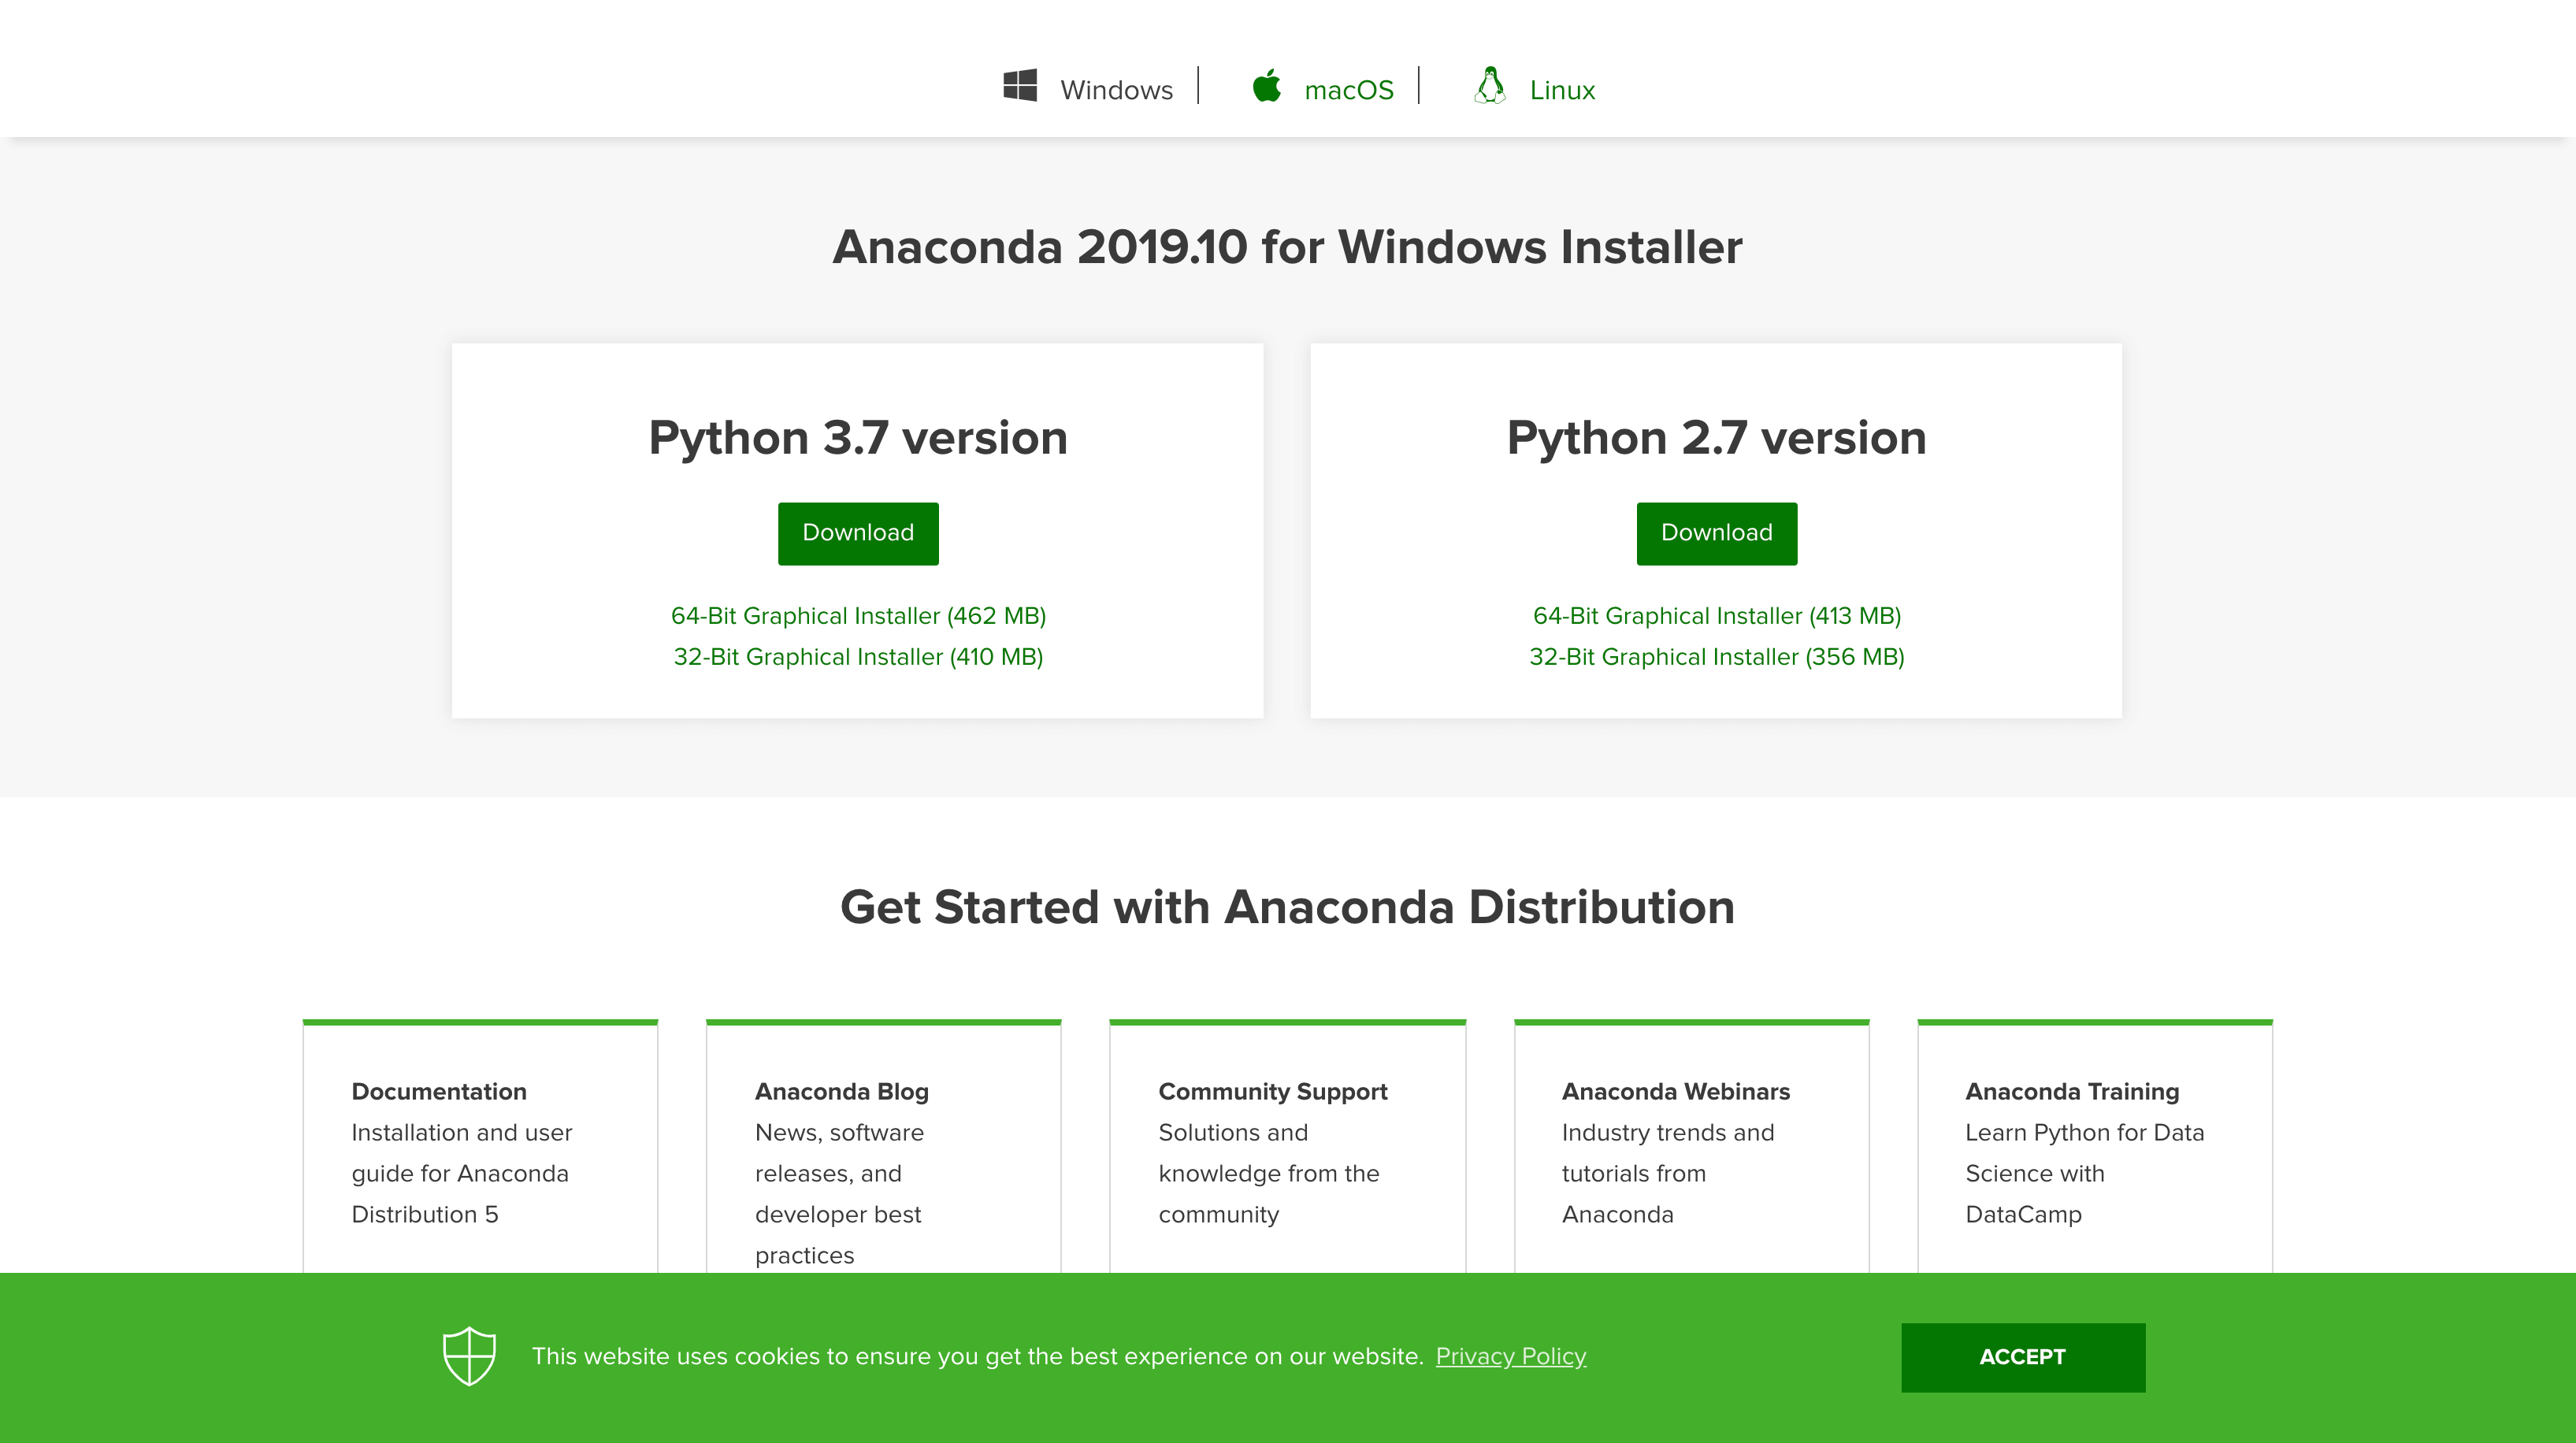 Windows macOS Linux
Anaconda 2019.10 for Windows Installer
Python 3.7 version
Download
64-Bit Graphical Installer (462 MB)
32-Bit Graphical Installer (410 MB)
Python 2.7 version
Download
64-Bit Graphical Installer (413 MB)
32-Bit Graphical Installer (356 MB)
Get Started with Anaconda Distribution
Documentation
Installation and user
guide for Anaconda
Distribution 5
Anaconda Blog
News, software
releases, and
developer best
practices
Community Support
Solutions and
knowledge from the
community
Anaconda Webinars
Industry trends and
tutorials from
Anaconda
Anaconda Training
Learn Python for Data
Science with
DataCamp
This website uses cookies to ensure you get the best experience on our website. Privacy Policy
ACCEPT